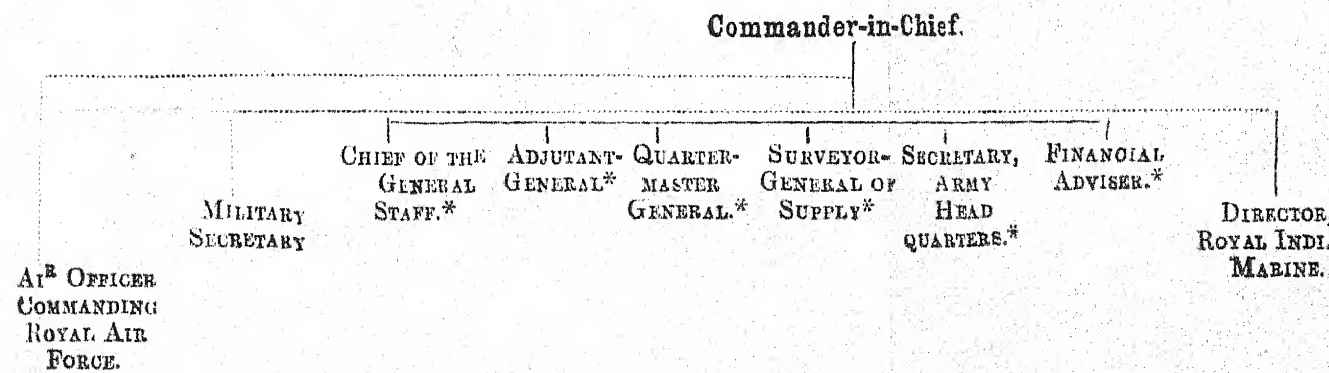 Commander-in-Chief.
CHIEF OF THE
GENERAL
STAFF.*
ADJUTANT-
GENERAL*
QUARTER-
MASTER
GENERAL.*
SURVEYOR-
GENERAL OF
SUPPLY*
SECRETARY,
ARMY
HEAD
QUARTERS.*
FINANCIAL
ADVISER.*
MILITARY
SECRETARY
DIRECTOR,
ROYAL INDI
MARINE.
AIR OFFICER
COMMANDING
ROYAL AIR
FORCE.